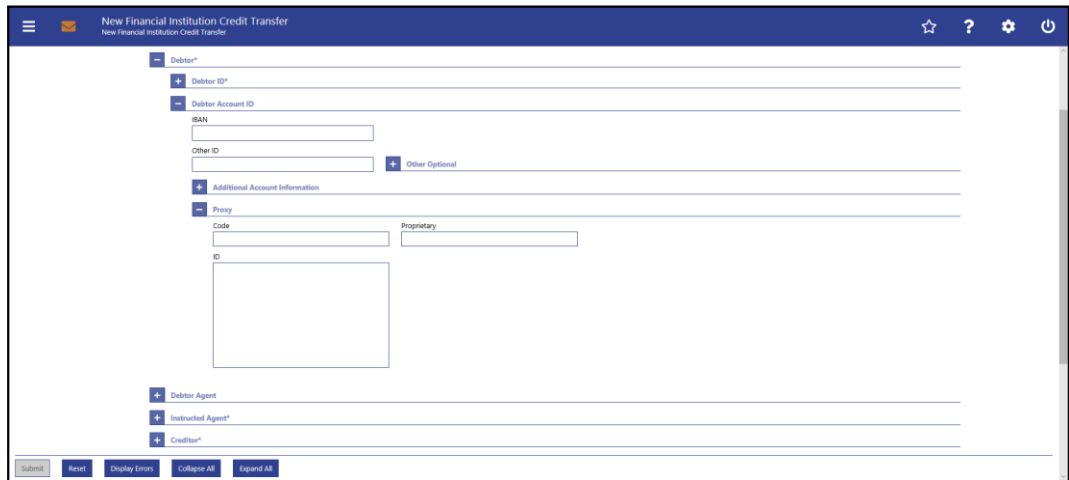 New Financial Institution Credit Transfer
New Financial Institution Credit Transfer
Debtor*
Debtor ID*
Debtor Account ID
IBAN
Other ID
Other Optional
Additional Account Information
Proxy
Code Proprietary
ID
Debtor Agent
Instructed Agent*
Creditor*
Submit Reset Display Errors Collapse All Expand All